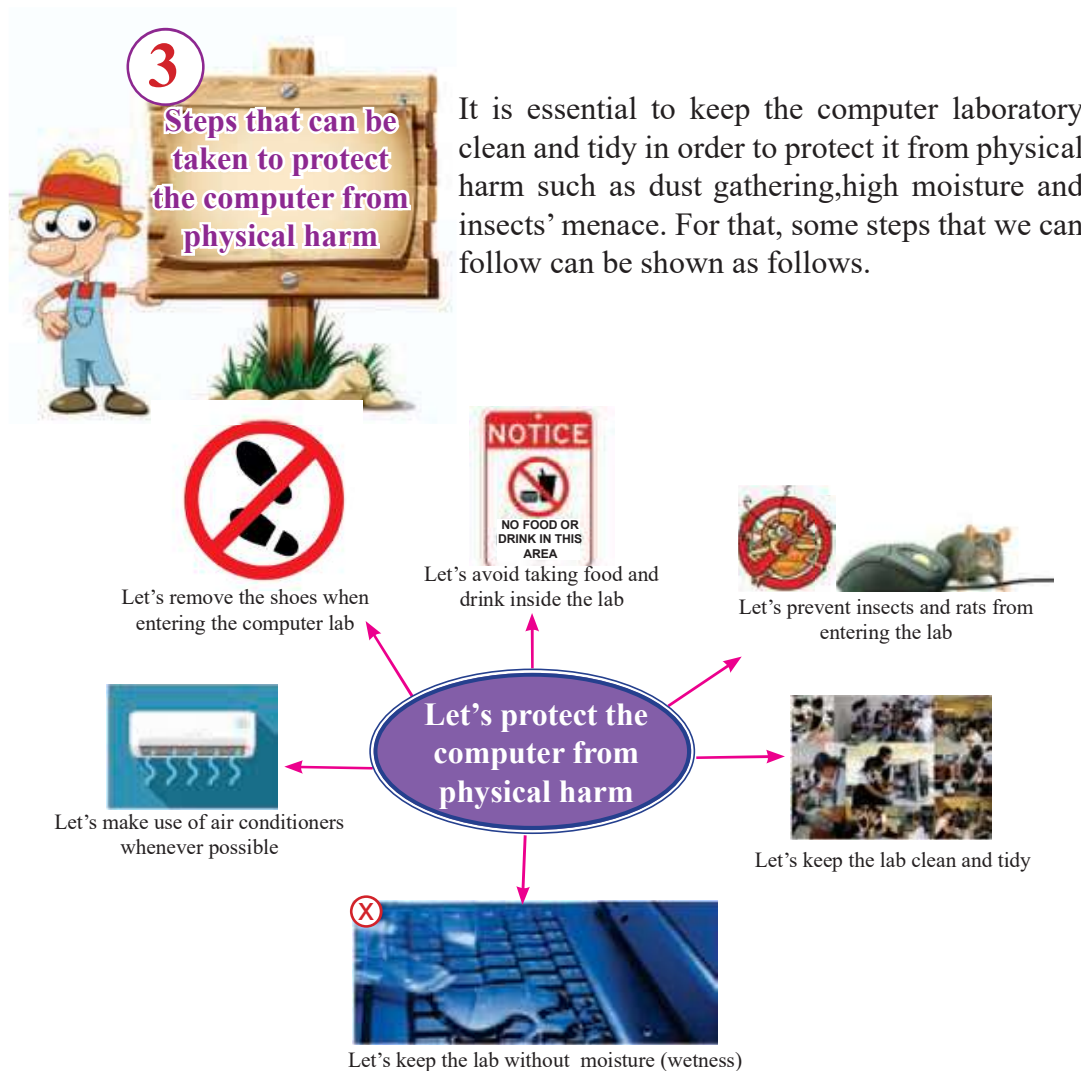 3
Steps that can be
taken to protect
the computer from
physical harm
It is essential to keep the computer laboratory
clean and tidy in order to protect it from physical
harm such as dust gathering,high moisture and
insects’ menace. For that, some steps that we can
follow can be shown as follows.
NOTICE
NO FOOD OR
DRINK IN THIS
AREA
Let’s remove the shoes when
entering the computer lab
Let’s avoid taking food and
drink inside the lab
Let’s prevent insects and rats from
entering the lab
Let’s protect the
computer from
physical harm
Let’s make use of air conditioners
whenever possible
Let’s keep the lab clean and tidy
X
Let’s keep the lab without moisture (wetness)